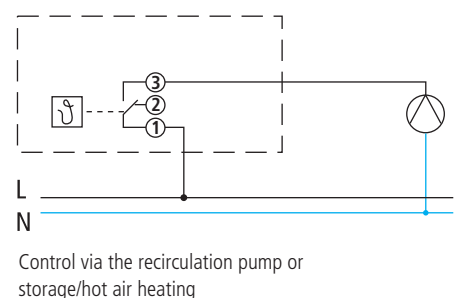 ϑ
3
2
1
L
N
Control via the recirculation pump or
storage/hot air heating